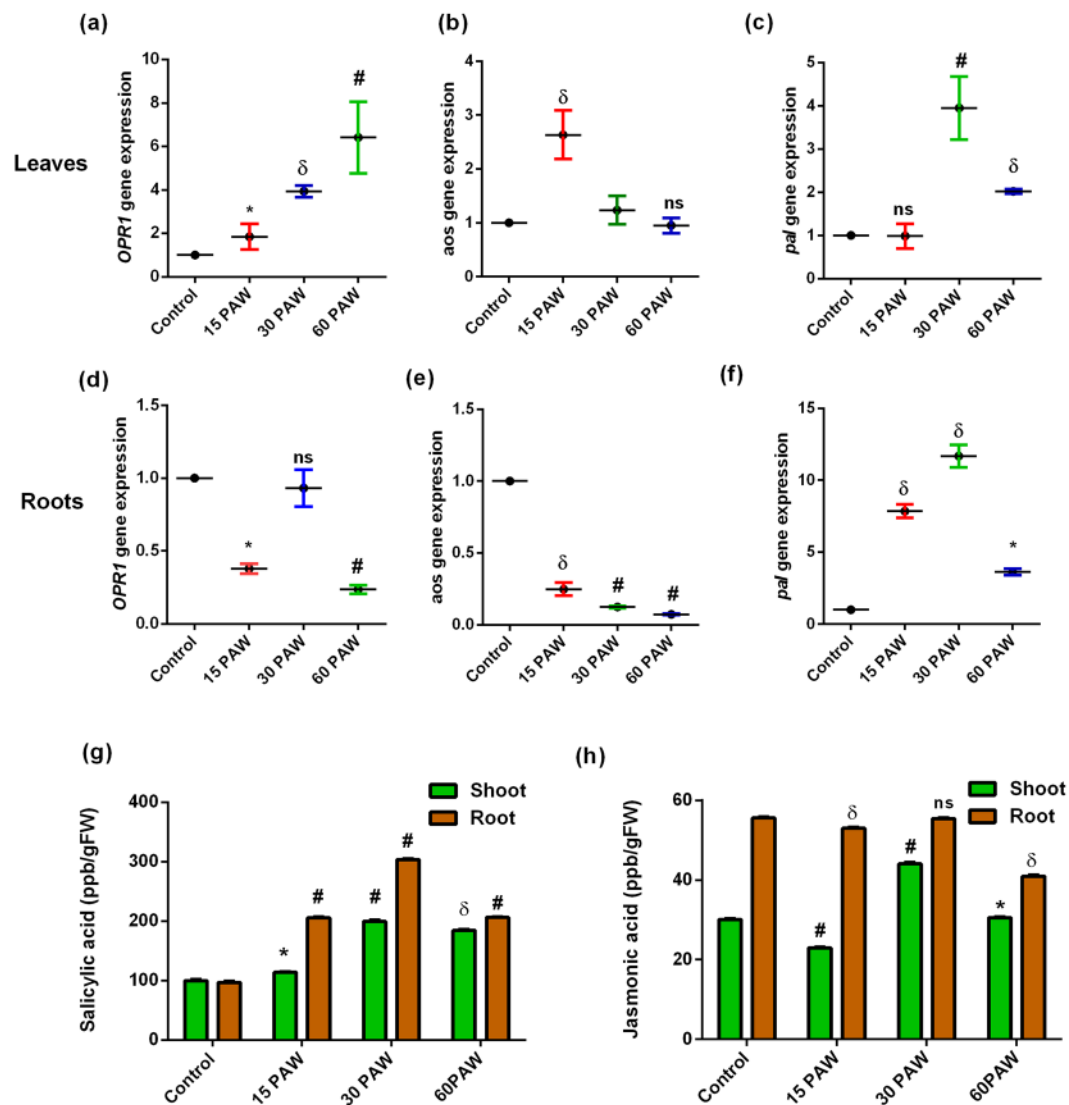 (a) (b) (c)
Leaves
OPR1 gene expression
10
8
6
4
2
0
*
δ
#
Control 15 PAW 30 PAW 60 PAW
aos gene expression
4
3
2
1
0
δ
ns
Control 15 PAW 30 PAW 60 PAW
pal gene expression
5
4
3
2
1
0
ns
#
δ
Control 15 PAW 30 PAW 60 PAW
(d) (e) (f)
Roots
OPR1 gene expression
1.5
1.0
0.5
0.0
*
ns
#
Control 15 PAW 30 PAW 60 PAW
aos gene expression
1.5
1.0
0.5
0.0
δ
#
#
Control 15 PAW 30 PAW 60 PAW
pal gene expression
15
10
5
0
δ
δ
*
Control 15 PAW 30 PAW 60 PAW
(g)
Shoot
Root
Salicylic acid (ppb/gFW)
400
300
200
100
0
* # # # δ #
Control 15 PAW 30 PAW 60PAW
(h)
Shoot
Root
Jasmonic acid (ppb/gFW)
60
40
20
0
# δ # ns * δ
Control 15 PAW 30 PAW 60PAW